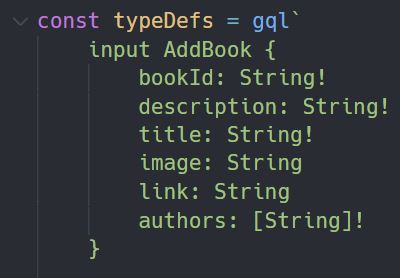 const typeDefs = gql`
    input AddBook {
        bookId: String!
        description: String!
        title: String!
        image: String
        link: String
        authors: [String]!
    }